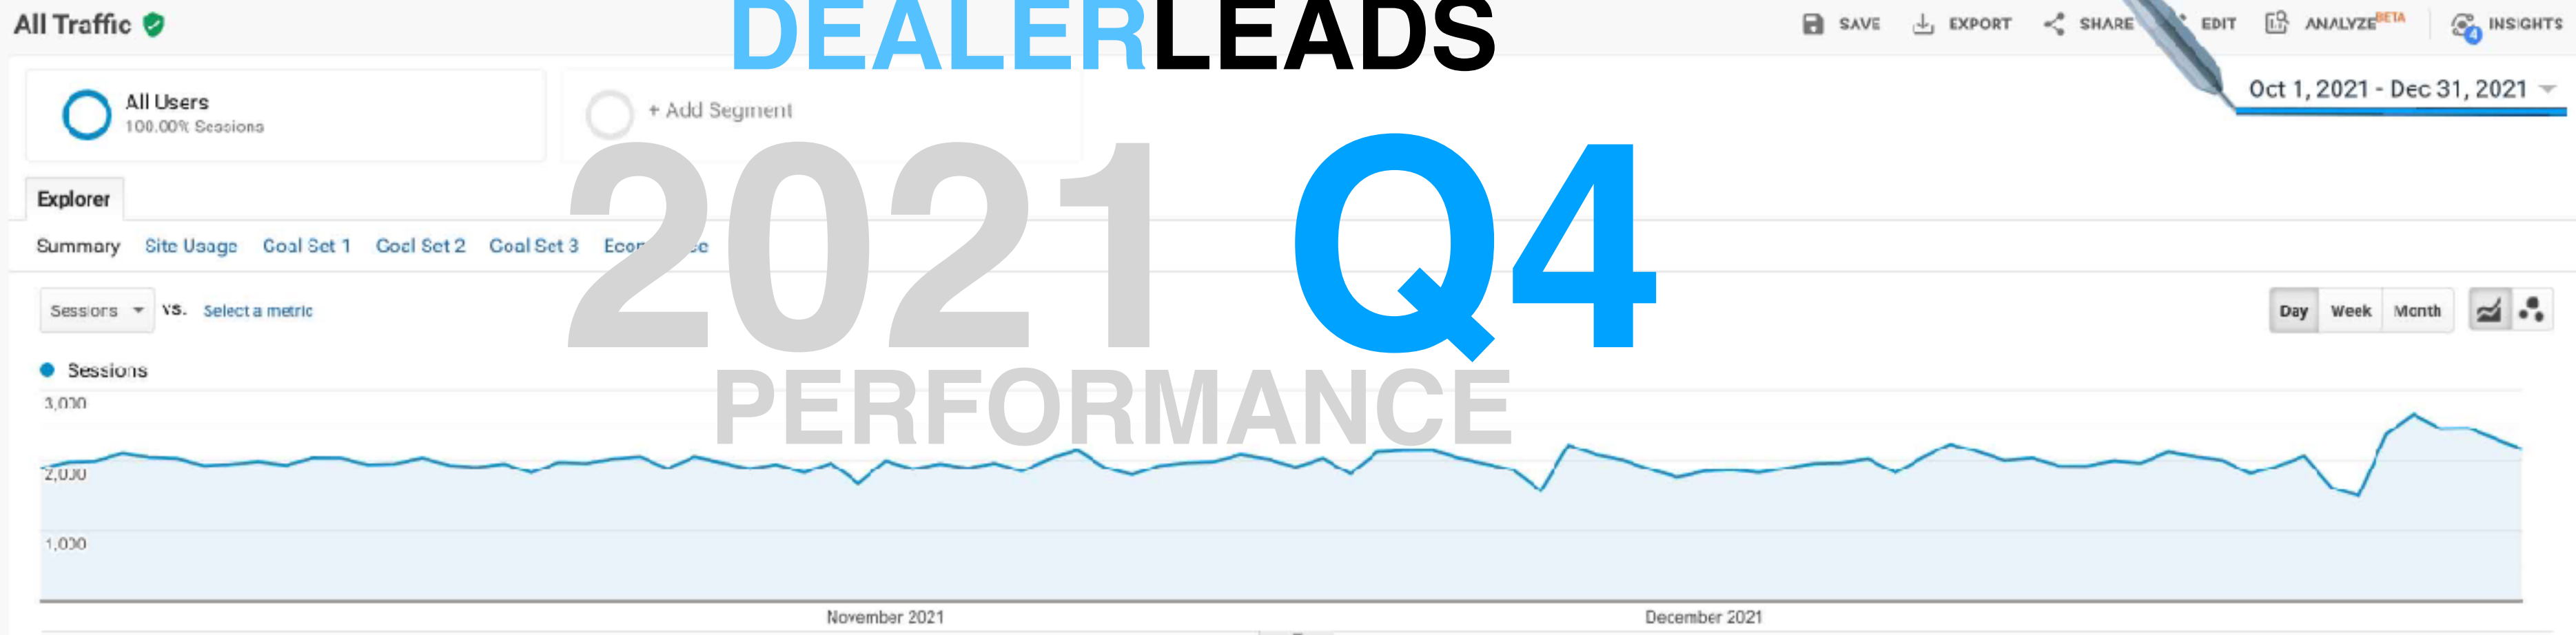 All Traffic
DEALERLEADS
SAVE EXPORT SHARE EDIT ANALYZE BETA 4 INSIGHTS
All Users
100.00% Sessions
+ Add Segment
Oct 1, 2021 - Dec 31, 2021
2021 Q4
Explorer
Summary Site Usage Goal Set 1 Goal Set 2 Goal Set 3
Sessions VS. Select a metric
Day Week Month
PERFORMANCE
Sessions
3,000
2,000
1,000
November 2021 December 2021